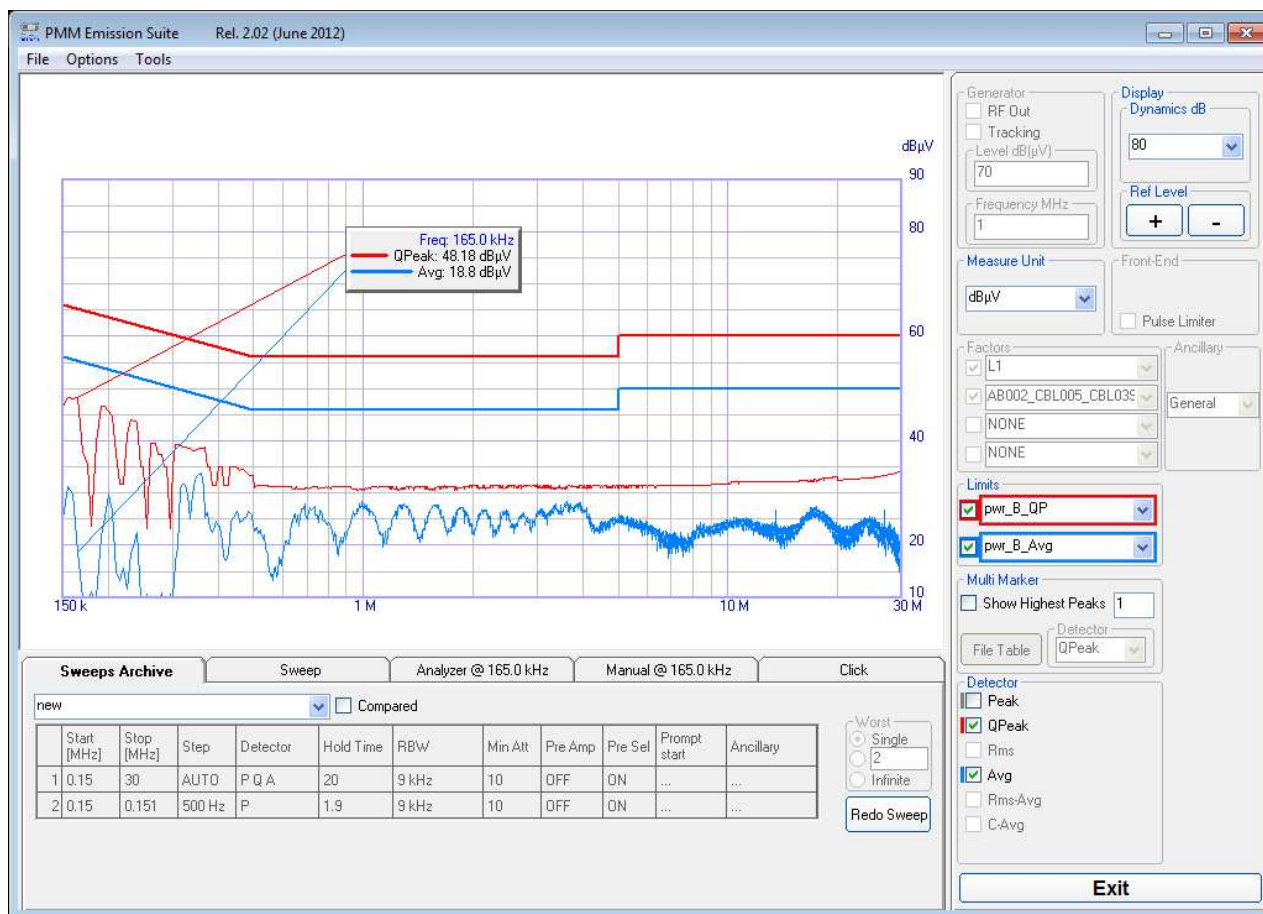 PMM Emission Suite Rel. 2.02 (June 2012)
File Options Tools
dBµV
90
80
60
40
20
10
150 k 1 M 10 M 30 M
Freq: 165.0 kHz
QPeak: 48.18 dBµV
Avg: 18.8 dBµV
Generator
RF Out
Tracking
Level dB(µV)
70
Frequency MHz
1
Display
Dynamics dB
80
Ref Level
+ -
Measure Unit
dBµV
Front-End
Pulse Limiter
Factors
L1
AB002_CBL005_CBL039
NONE
NONE
Ancillary
General
Limits
pwr_B_QP
pwr_B_Avg
Multi Marker
Show Highest Peaks 1
File Table
Detector
QPeak
Detector
Peak
QPeak
Rms
Avg
Rms-Avg
C-Avg
Exit
Sweeps Archive Sweep Analyzer @ 165.0 kHz Manual @ 165.0 kHz Click
new Compared
Start [MHz] Stop [MHz] Step Detector Hold Time RBW Min Att Pre Amp Pre Sel Prompt start Ancillary
1 0.15 30 AUTO P Q A 20 9 kHz 10 OFF ON ... ...
2 0.15 0.151 500 Hz P 1.9 9 kHz 10 OFF ON ... ...
Worst
Single
2
Infinite
Redo Sweep